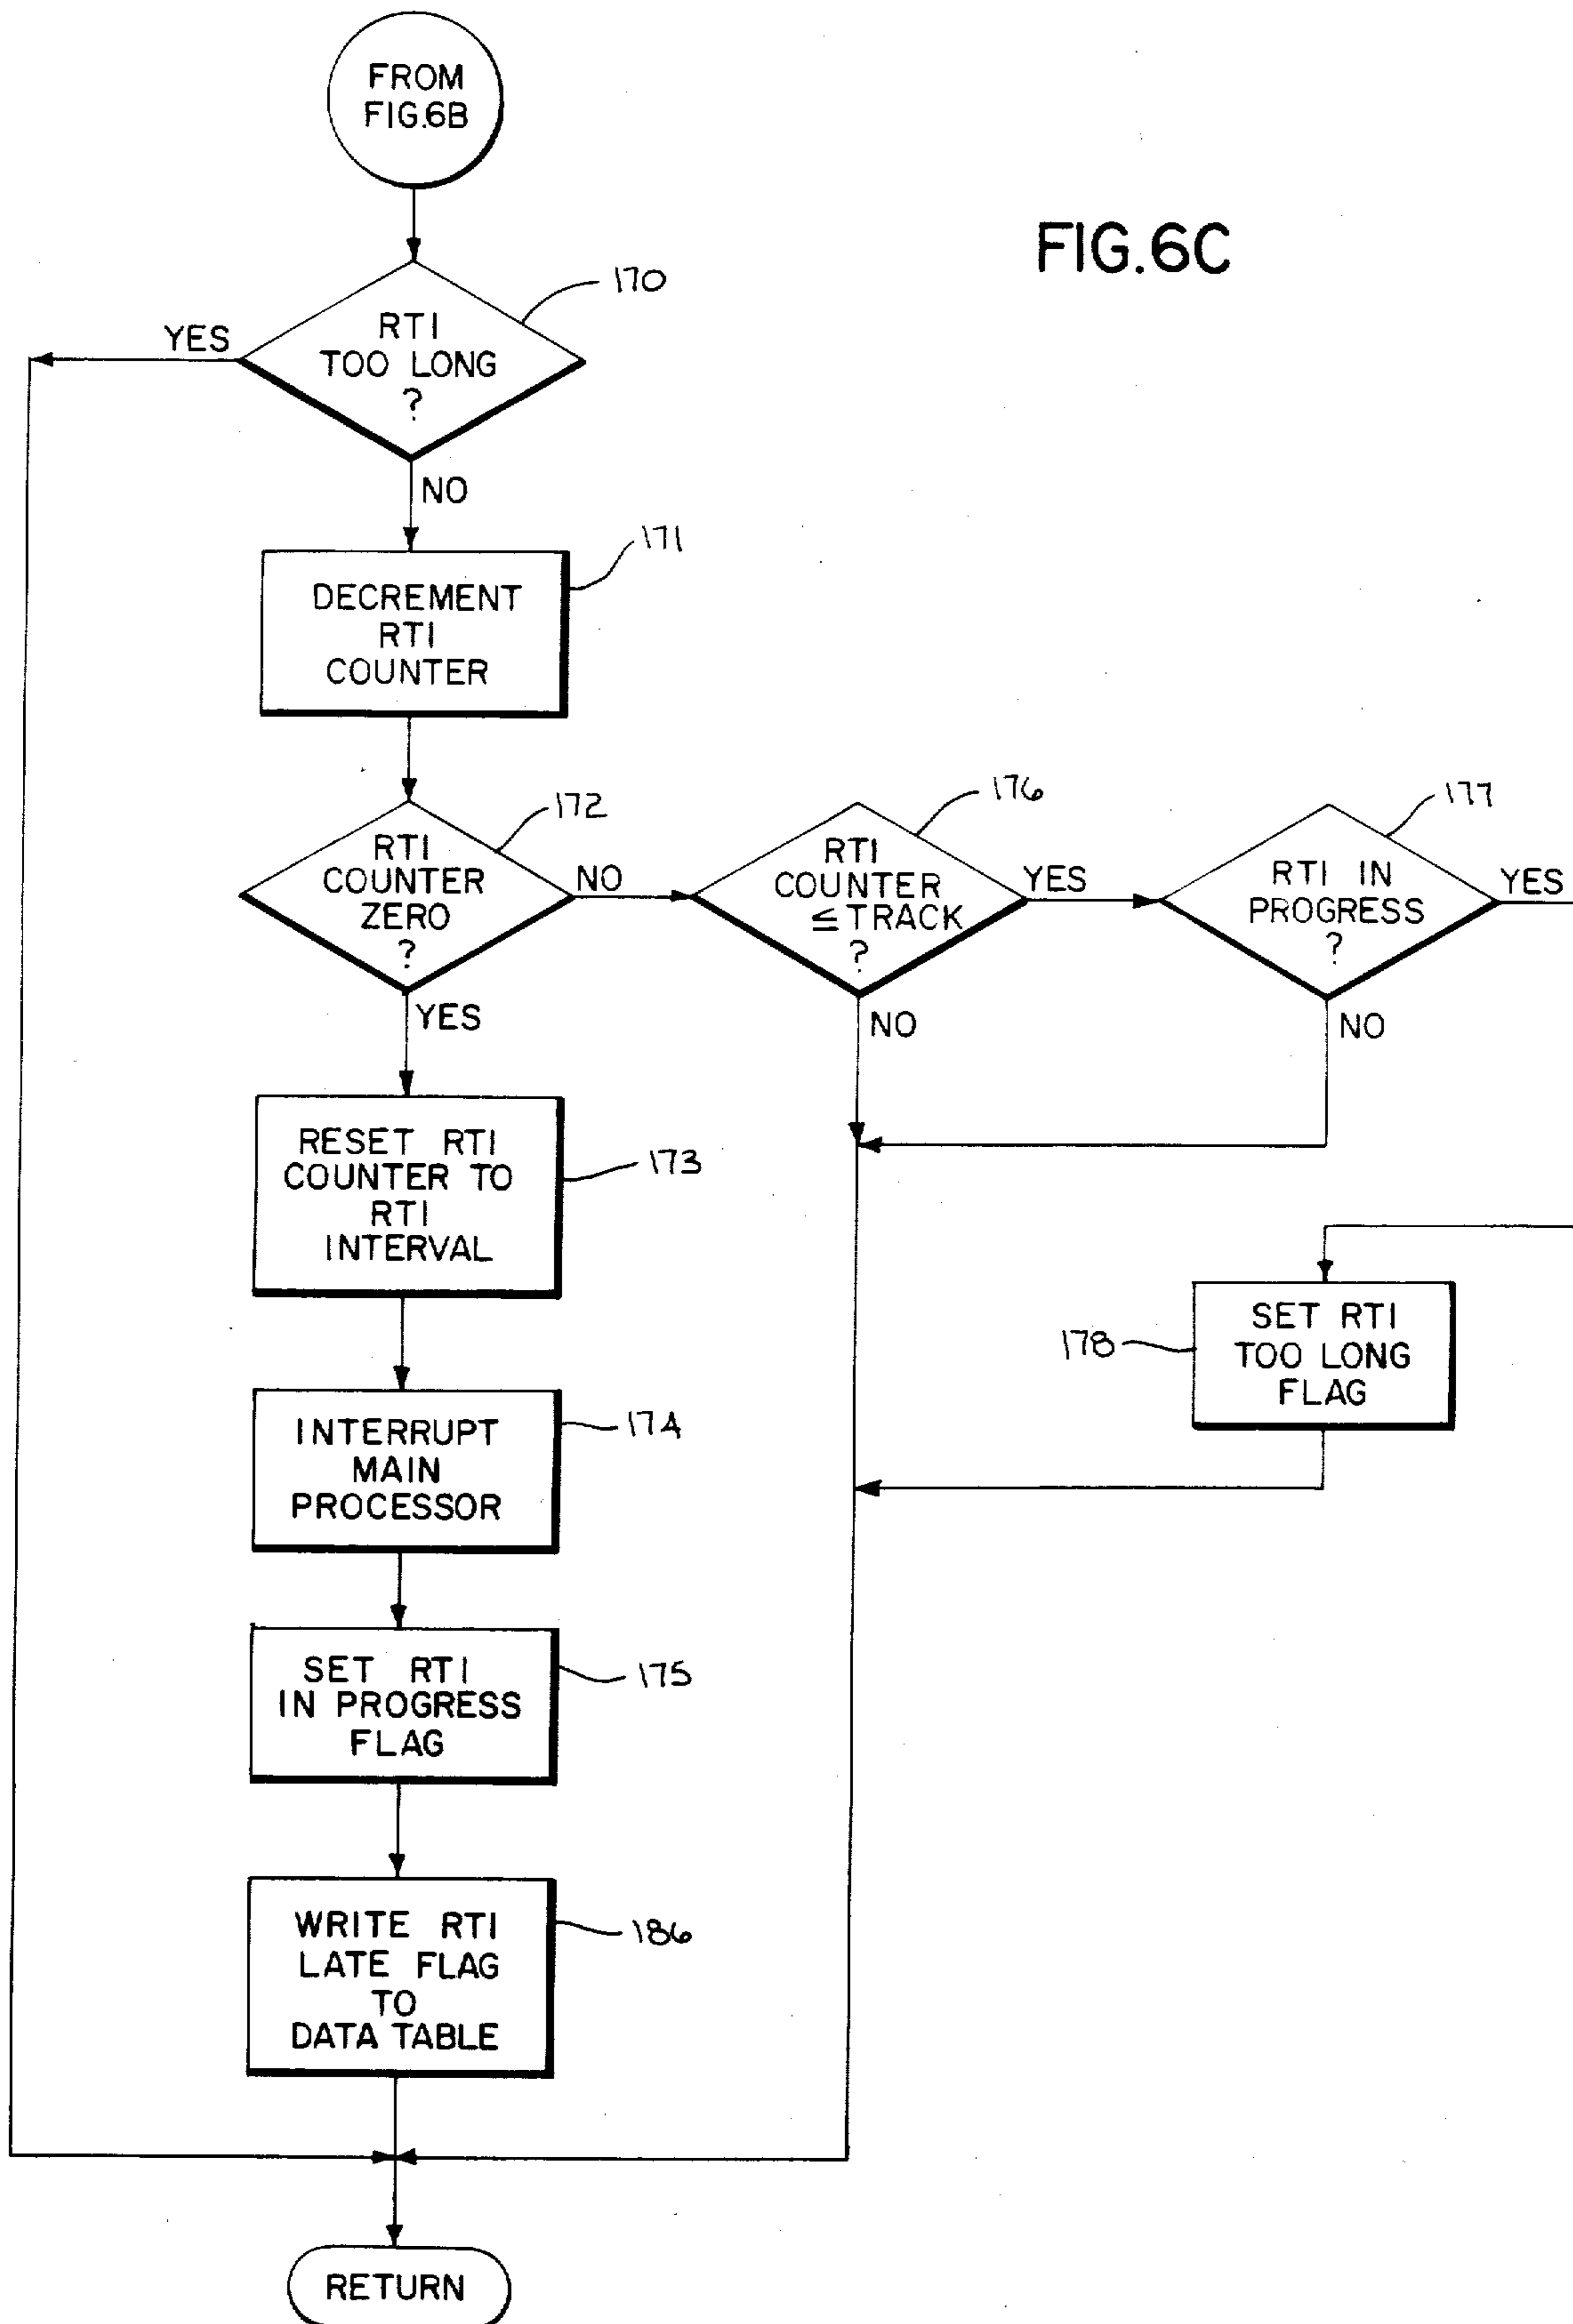 FROM
FIG.6B
FIG.6C
170
RTI
TOO LONG
?
YES
NO
171
DECREMENT
RTI
COUNTER
172
RTI
COUNTER
ZERO
?
NO
YES
176
RTI
COUNTER
≤ TRACK
?
YES
NO
177
RTI IN
PROGRESS
?
YES
NO
173
RESET RTI
COUNTER TO
RTI
INTERVAL
178
SET RTI
TOO LONG
FLAG
174
INTERRUPT
MAIN
PROCESSOR
175
SET RTI
IN PROGRESS
FLAG
186
WRITE RTI
LATE FLAG
TO
DATA TABLE
RETURN